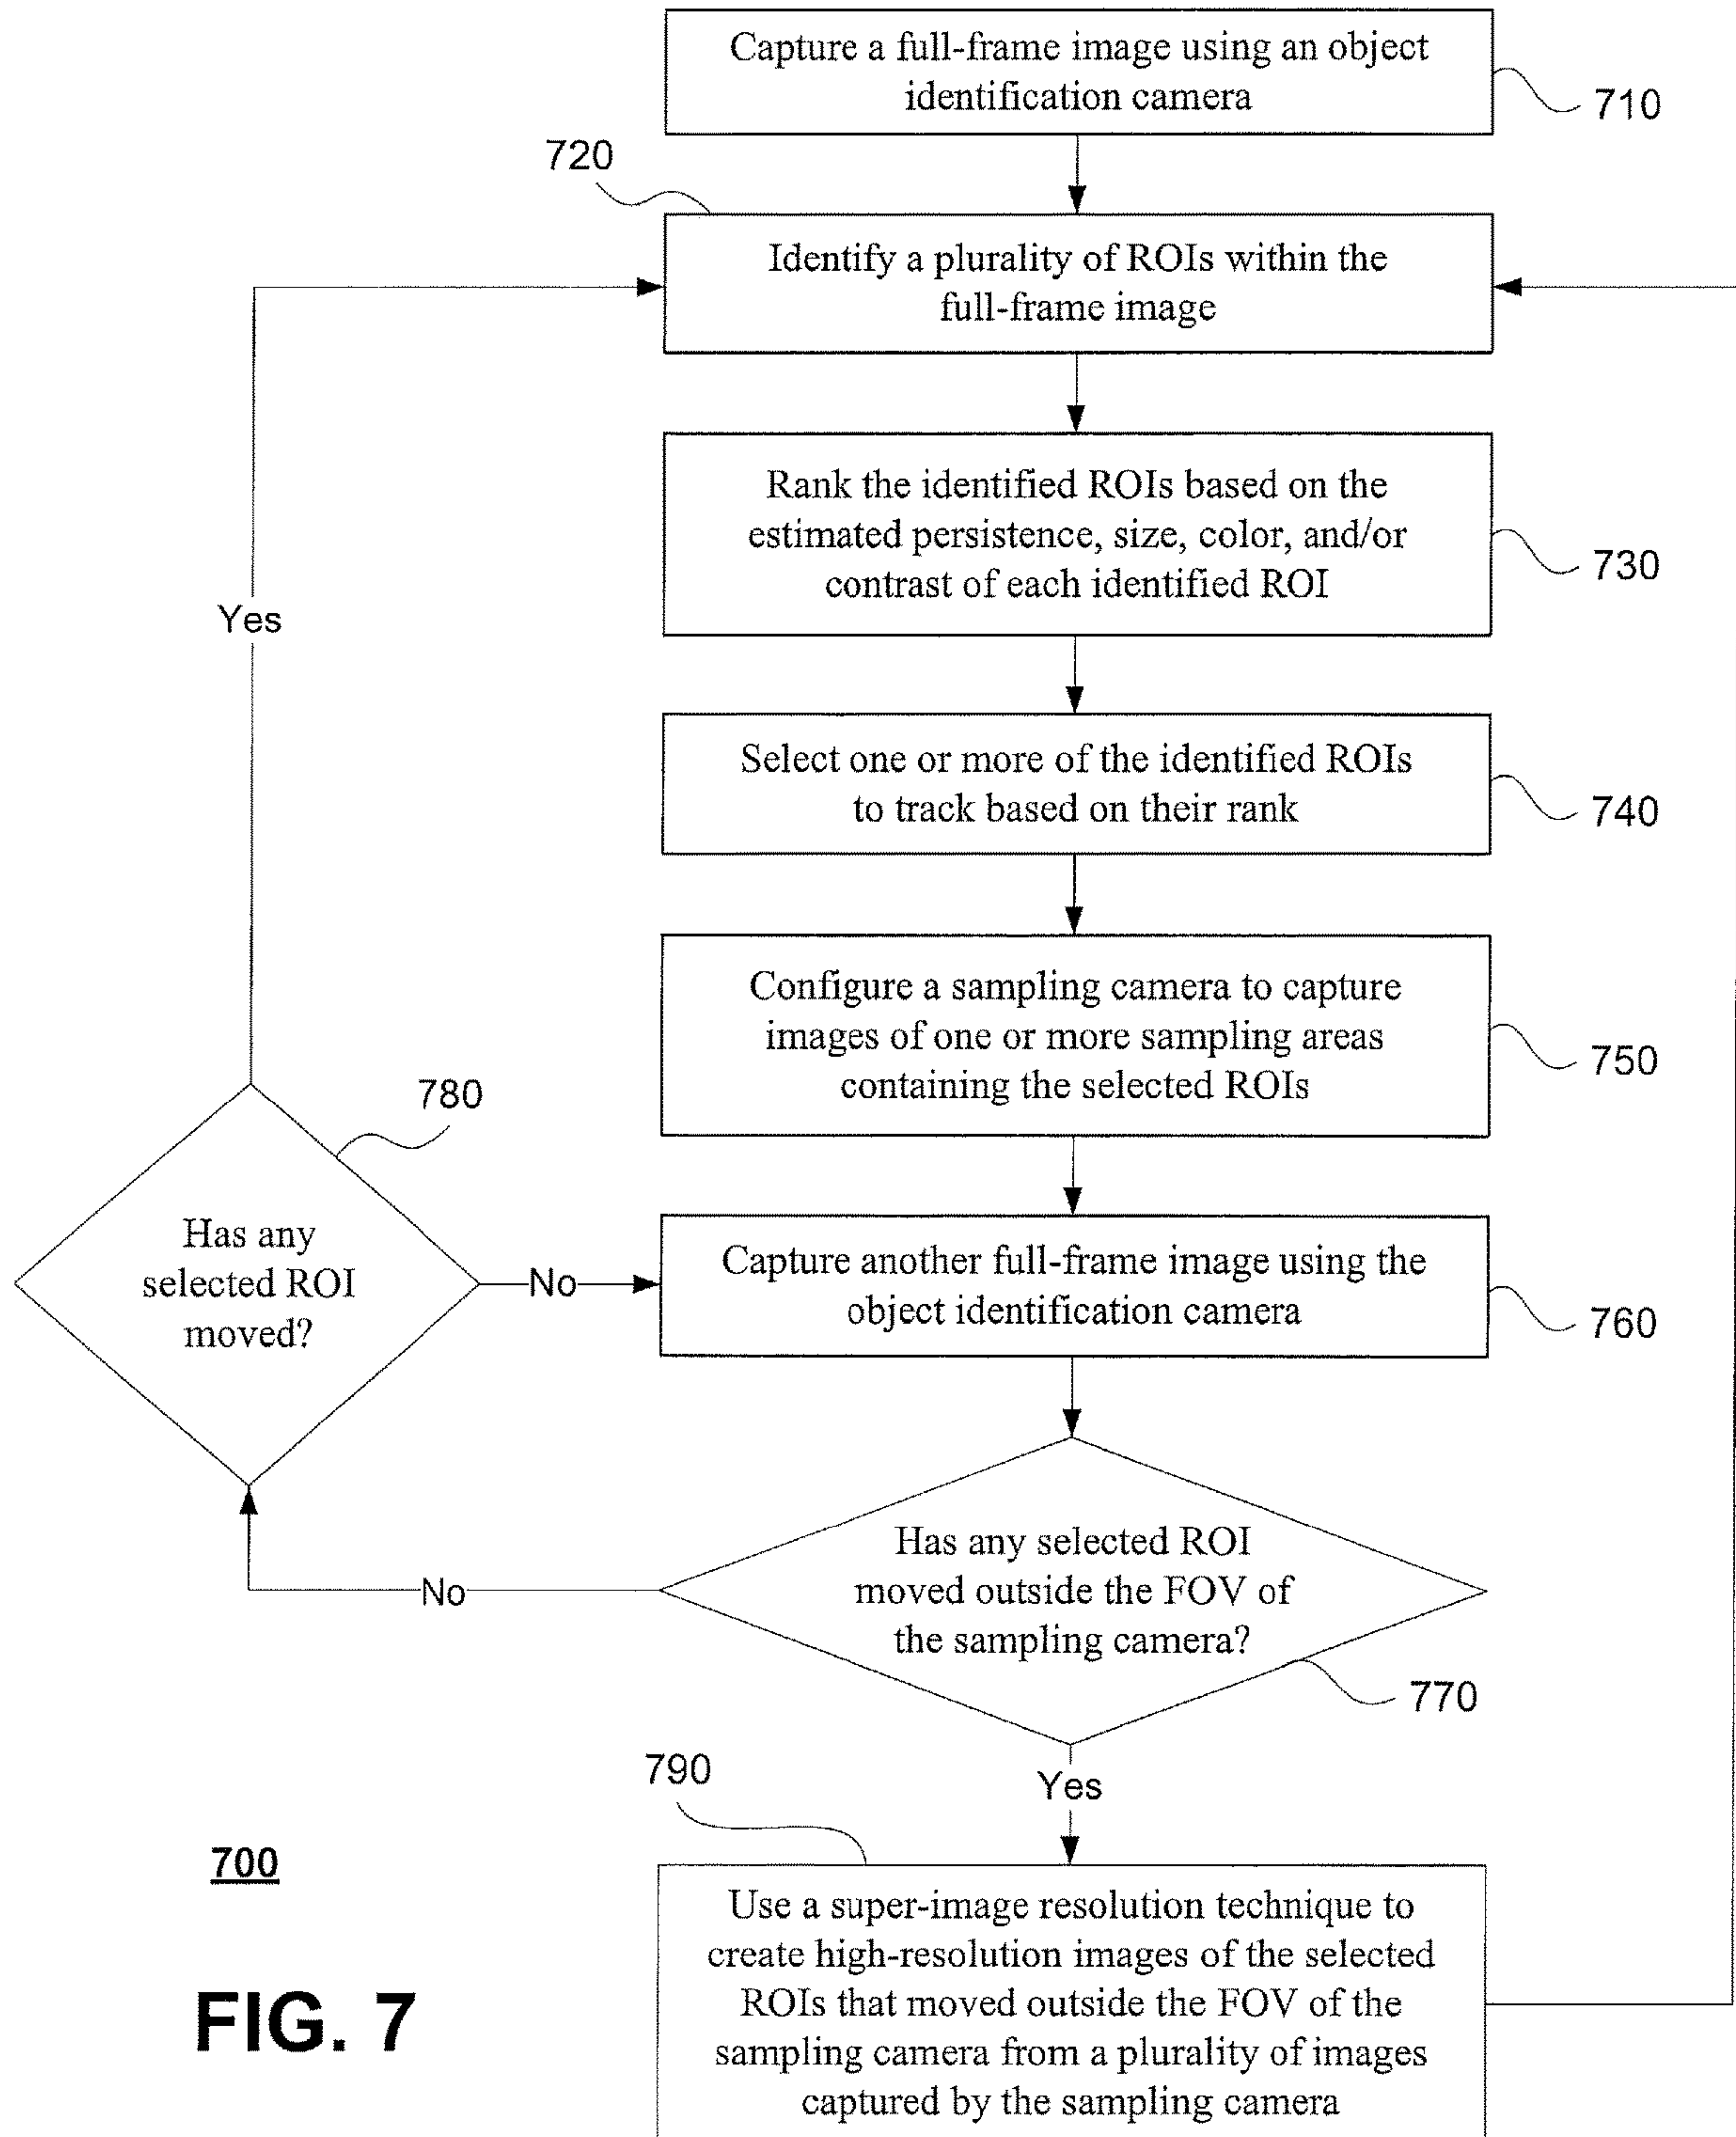 Capture a full-frame image using an object
identification camera
710
720
Identify a plurality of ROIs within the
full-frame image
Rank the identified ROIs based on the
estimated persistence, size, color, and/or
contrast of each identified ROI
730
Yes
Select one or more of the identified ROIs
to track based on their rank
740
Configure a sampling camera to capture
images of one or more sampling areas
containing the selected ROIs
750
780
Has any
selected ROI
moved?
No
Capture another full-frame image using the
object identification camera
760
Has any selected ROI
moved outside the FOV of
the sampling camera?
No
770
Yes
790
Use a super-image resolution technique to
create high-resolution images of the selected
ROIs that moved outside the FOV of the
sampling camera from a plurality of images
captured by the sampling camera
700
FIG. 7